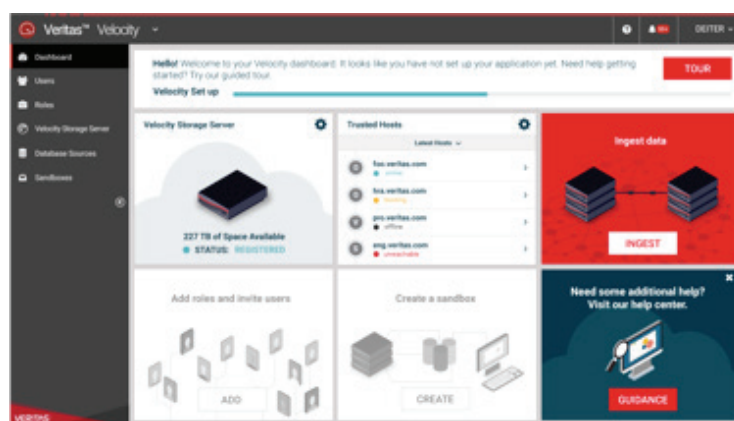 Veritas™ Velocity
DEITER
Dashboard
Users
Roles
Velocity Storage Server
Database Sources
Sandboxes
VERITAS
Hello! Welcome to your Velocity dashboard. It looks like you have not set up your application yet. Need help getting
started? Try our guided tour.
TOUR
Velocity Set up
Velocity Storage Server
227 TB of Space Available
STATUS: REGISTERED
Trusted Hosts
Latest Hosts
foo.veritas.com
online
hra.veritas.com
pro.veritas.com
offline
eng.veritas.com
unreachable
Ingest data
INGEST
Add roles and invite users
ADD
Create a sandbox
CREATE
Need some additional help?
Visit our help center.
GUIDANCE